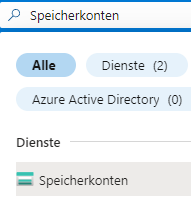 Speicherkonten
Alle Dienste (2)
Azure Active Directory (0)
Dienste
Speicherkonten